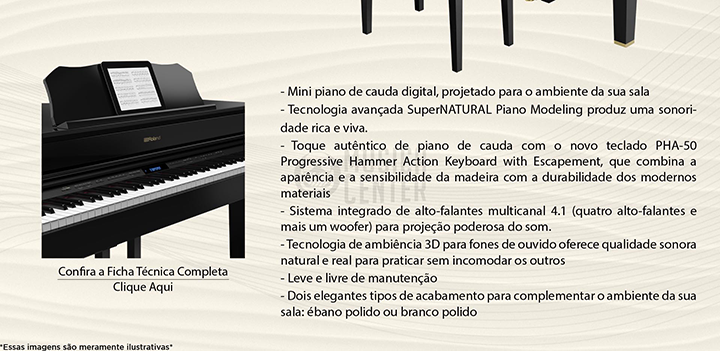 - Mini piano de cauda digital, projetado para o ambiente da sua sala
- Tecnologia avançada SuperNATURAL Piano Modeling produz uma sonori-
dade rica e viva.
- Toque autêntico de piano de cauda com o novo teclado PHA-50
Progressive Hammer Action Keyboard with Escapement, que combina a
aparência e a sensibilidade da madeira com a durabilidade dos modernos
materiais
- Sistema integrado de alto-falantes multicanal 4.1 (quatro alto-falantes e
mais um woofer) para projeção poderosa do som.
- Tecnologia de ambiência 3D para fones de ouvido oferece qualidade sonora
natural e real para praticar sem incomodar os outros
- Leve e livre de manutenção
- Dois elegantes tipos de acabamento para complementar o ambiente da sua
sala: ébano polido ou branco polido
Roland
CENTER
Confira a Ficha Técnica Completa
Clique Aqui
*Essas imagens são meramente ilustrativas*